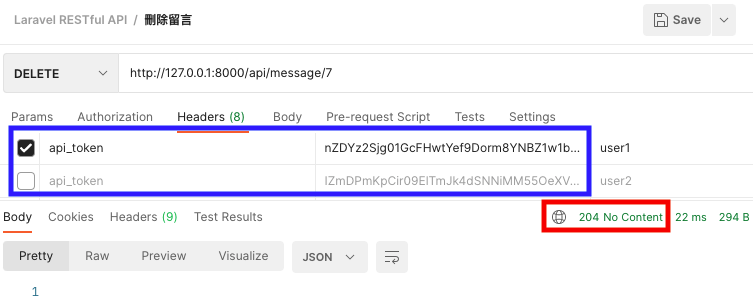 Laravel RESTful API / 刪除留言
Save
DELETE http://127.0.0.1:8000/api/message/7
Params Authorization Headers (8) Body Pre-request Script Tests Settings
api_token nZDYz2Sjg01GcFHwtYef9Dorm8YNBZ1w1b... user1
api_token IZmDPmKpCir09ElTmJk4dSNNiMM55OeXV... user2
Body Cookies Headers (9) Test Results 204 No Content 22 ms 294 B
Pretty Raw Preview Visualize JSON
1